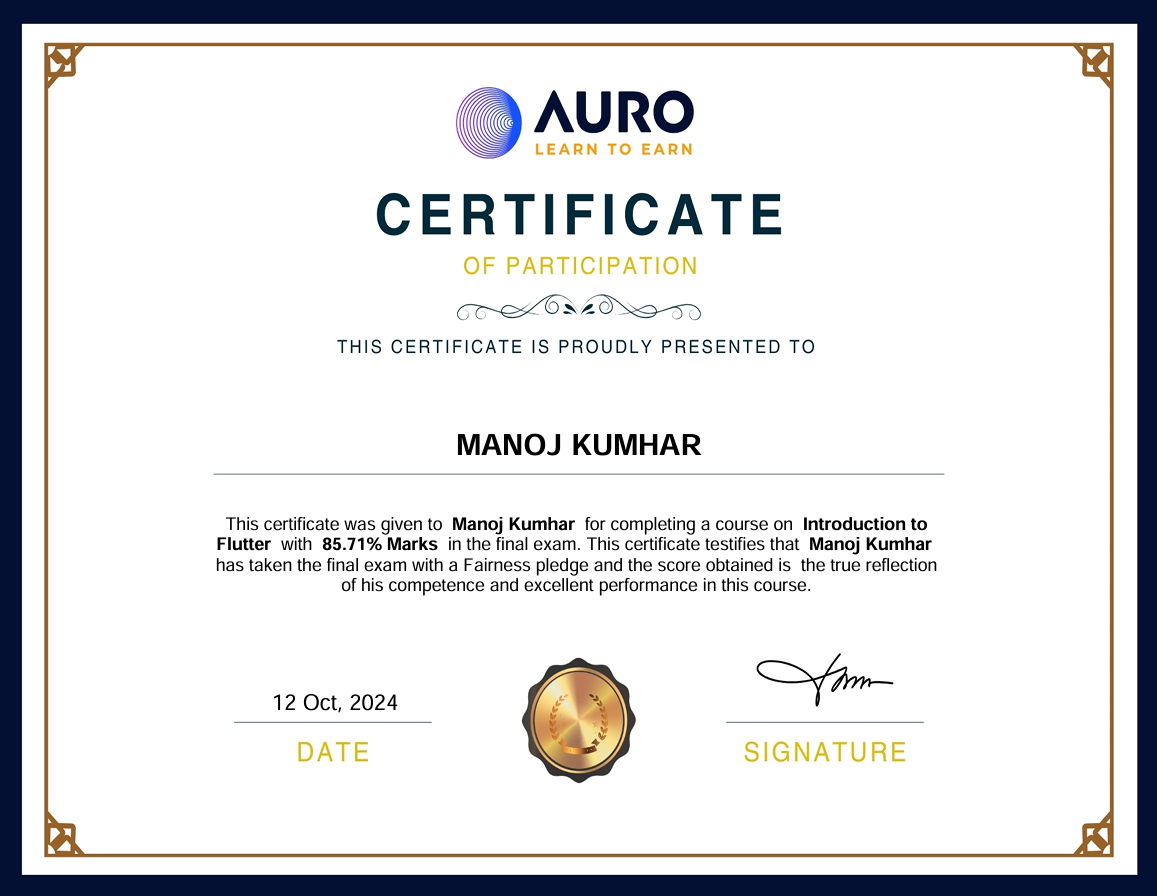 AURO
LEARN TO EARN
CERTIFICATE
OF PARTICIPATION
THIS CERTIFICATE IS PROUDLY PRESENTED TO
MANOJ KUMHAR
This certificate was given to Manoj Kumhar for completing a course on Introduction to
Flutter with 85.71% Marks in the final exam. This certificate testifies that Manoj Kumhar
has taken the final exam with a Fairness pledge and the score obtained is the true reflection
of his competence and excellent performance in this course.
12 Oct, 2024
DATE
SIGNATURE